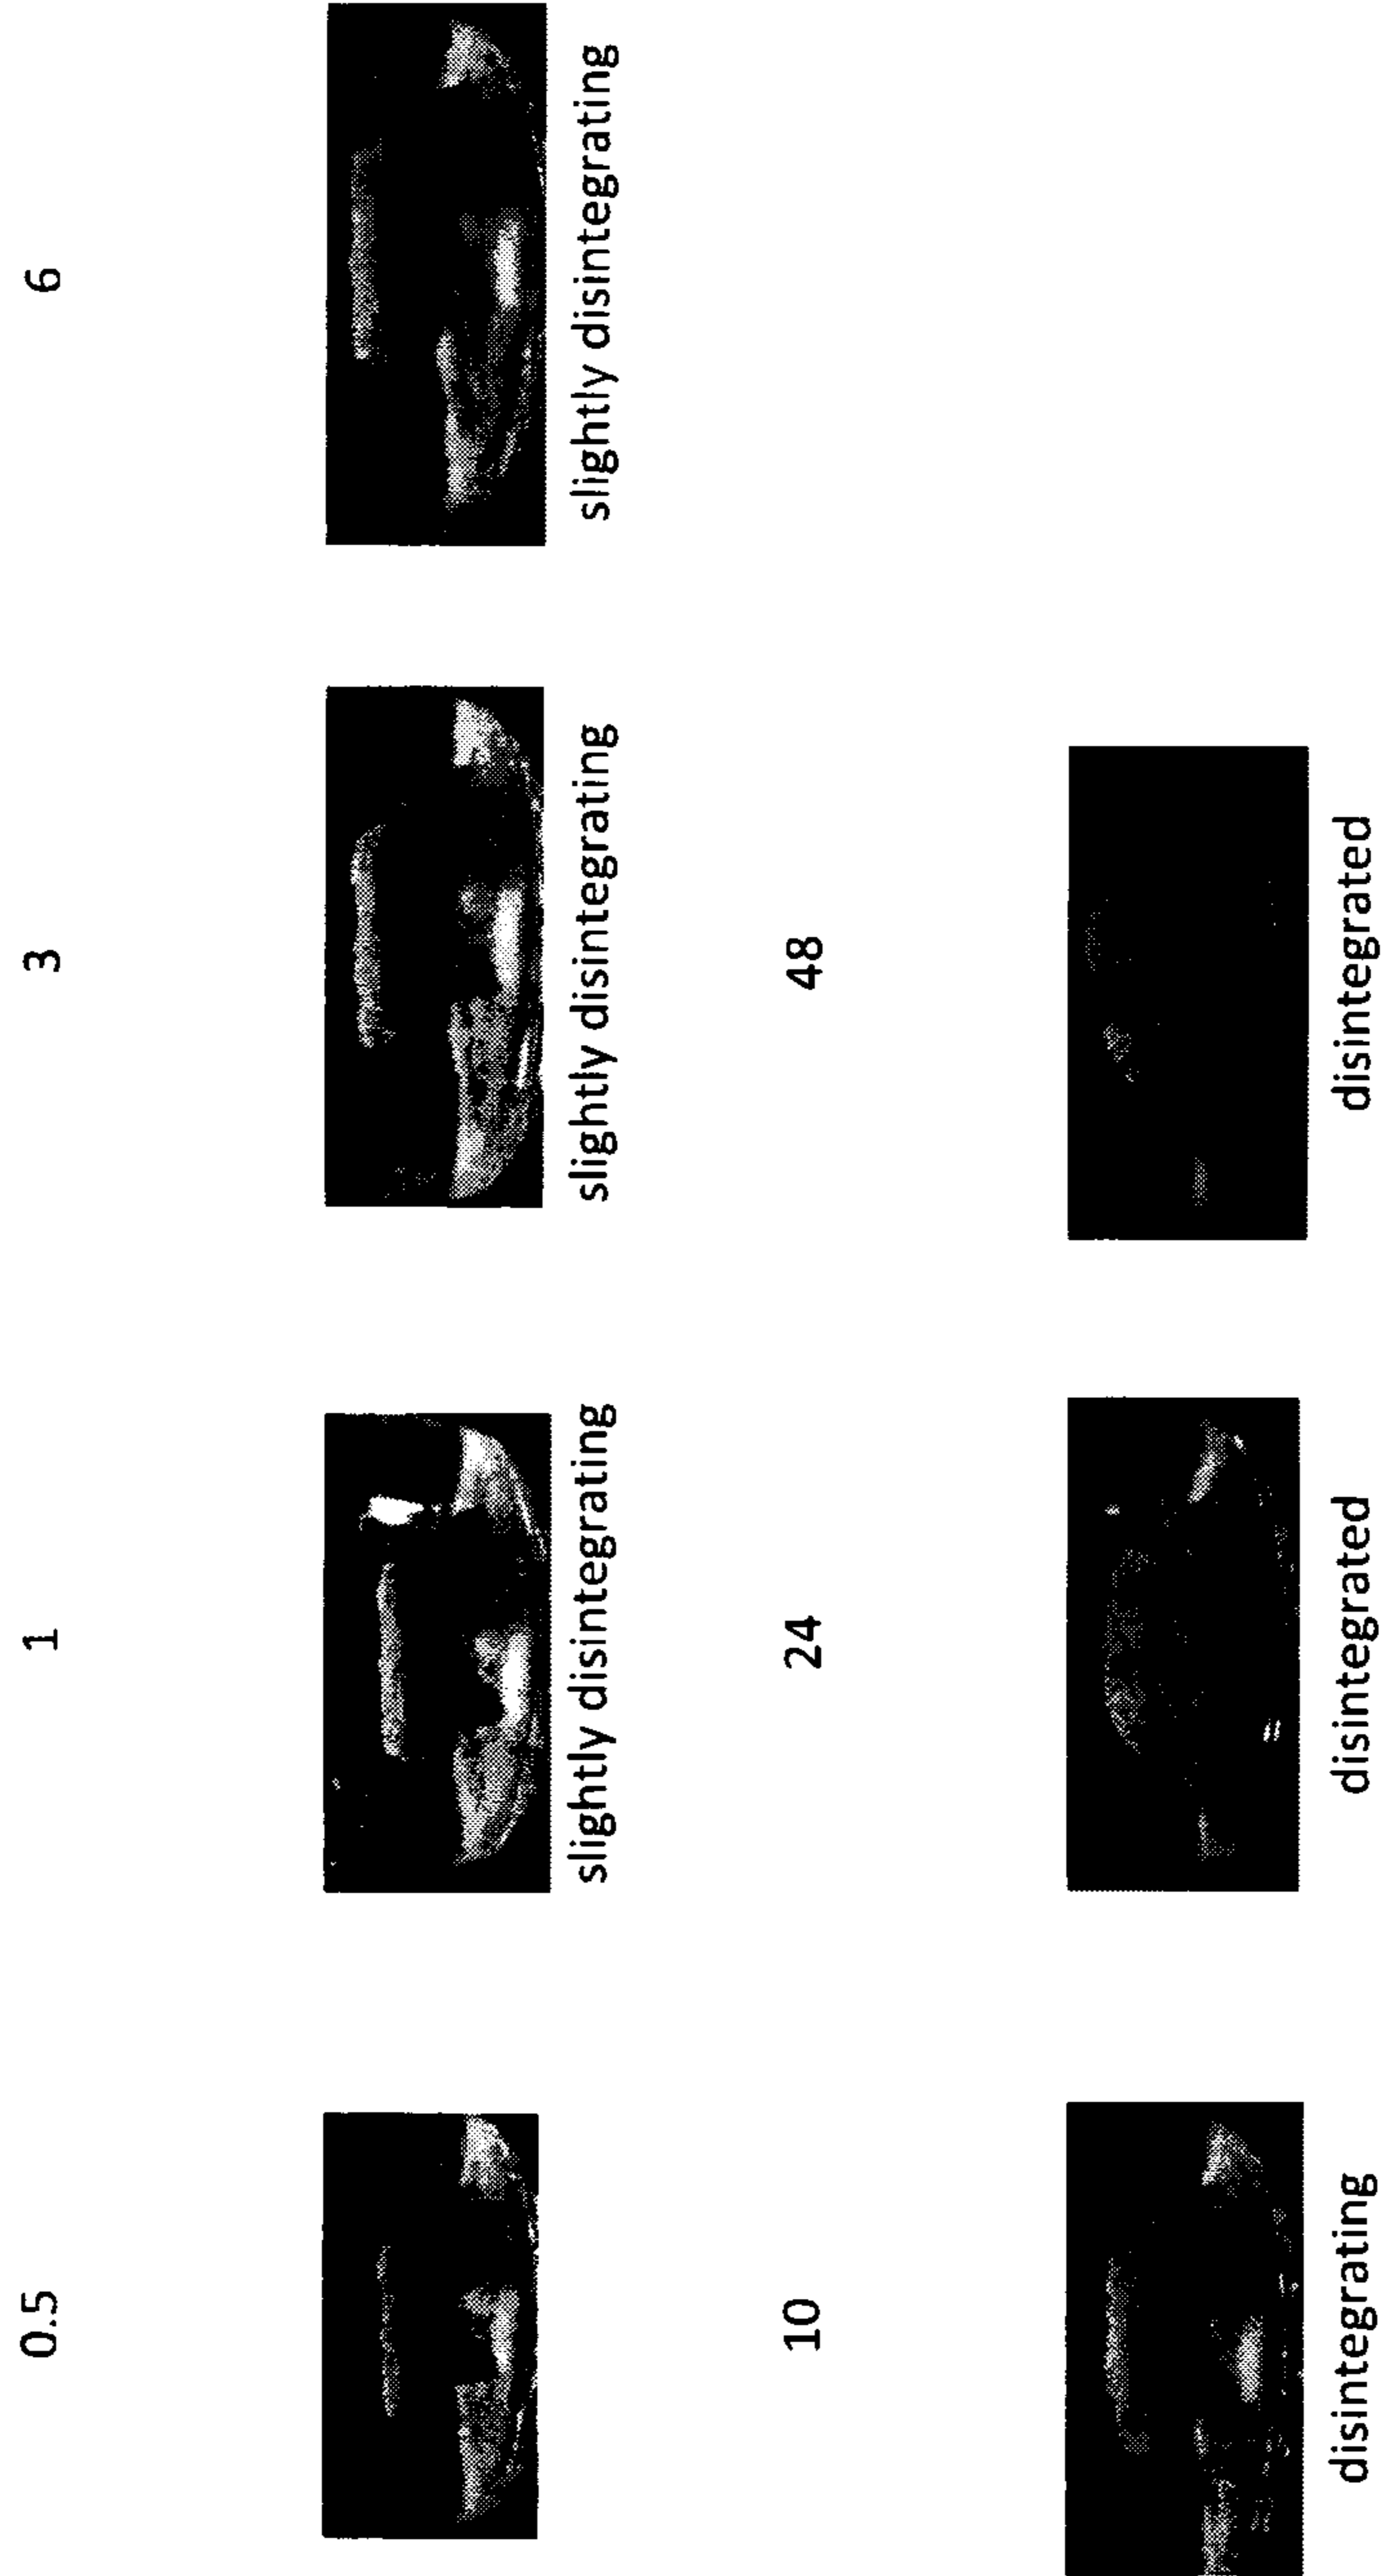 0.5 1 3 6
slightly disintegrating slightly disintegrating slightly disintegrating
10 24 48
disintegrating disintegrated disintegrated